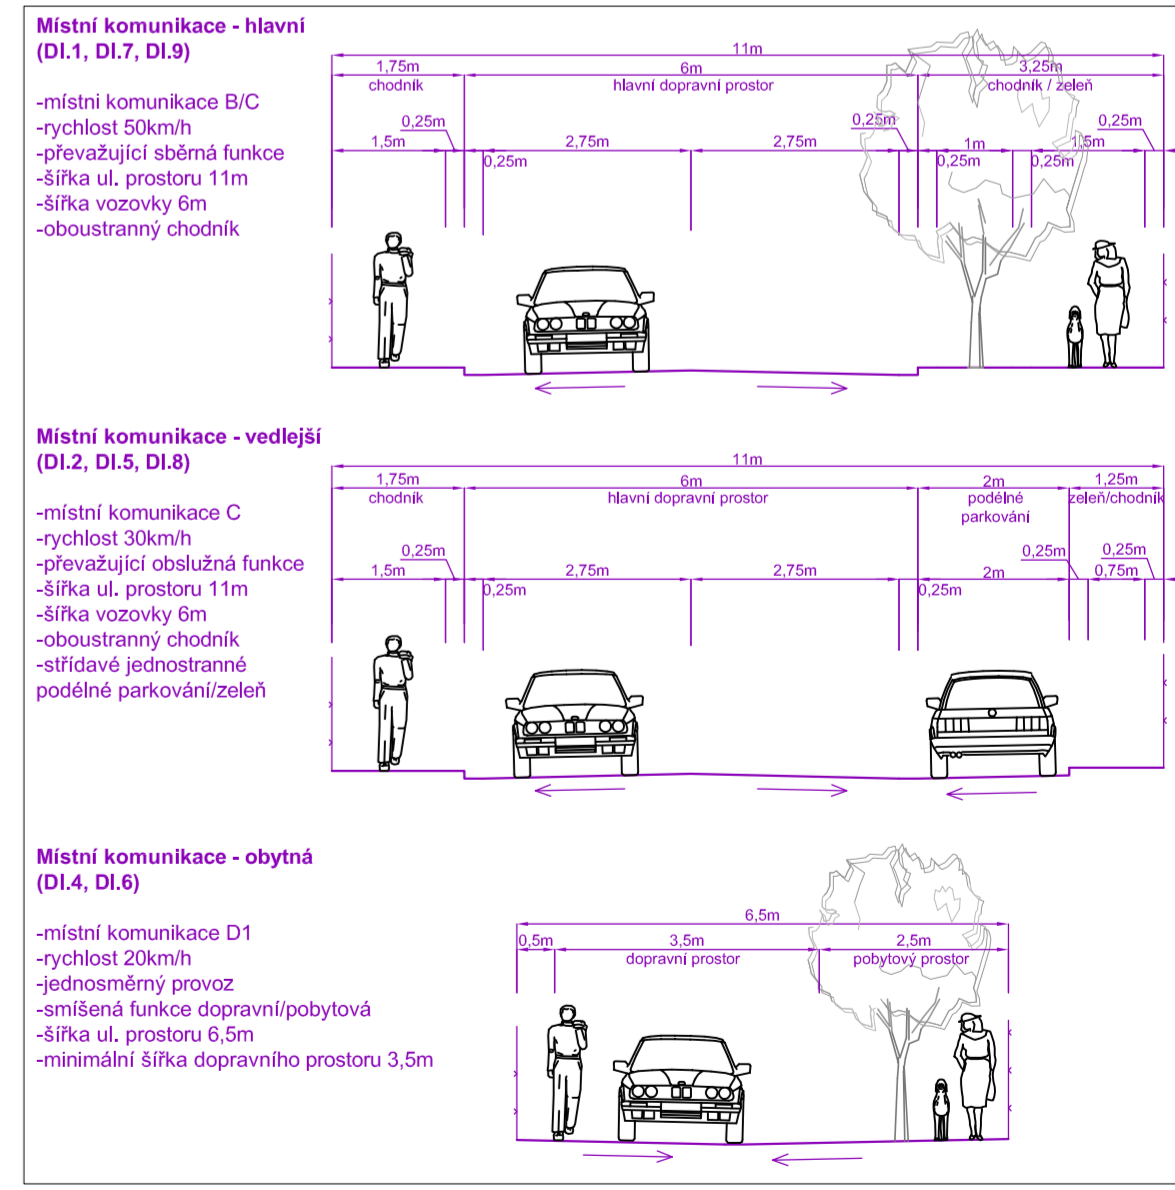 Místní komunikace - hlavní
(DI.1, DI.7, DI.9)
-místni komunikace B/C
-rychlost 50km/h
-převažující sběrná funkce
-šířka ul. prostoru 11m
-šířka vozovky 6m
-oboustranný chodník
11m
1,75m 6m 3,25m
chodník hlavní dopravní prostor chodník / zeleň
0,25m 0,25m 0,25m
1,5m 2,75m 2,75m 1m 1,5m
0,25m 0,25m 0,25m
Místní komunikace - vedlejší
(DI.2, DI.5, DI.8)
-místní komunikace C
-rychlost 30km/h
-převažující obslužná funkce
-šířka ul. prostoru 11m
-šířka vozovky 6m
-oboustranný chodník
-střídavé jednostranné
podélné parkování/zeleň
11m
1,75m 6m 2m 1,25m
chodník hlavní dopravní prostor podélné zeleň/chodník
parkování
0,25m 0,25m 0,25m
1,5m 2,75m 2,75m 2m 0,75m
0,25m 0,25m
Místní komunikace - obytná
(DI.4, DI.6)
-místní komunikace D1
-rychlost 20km/h
-jednosměrný provoz
-smíšená funkce dopravní/pobytová
-šířka ul. prostoru 6,5m
-minimální šířka dopravního prostoru 3,5m
6,5m
0,5m 3,5m 2,5m
dopravní prostor pobytový prostor